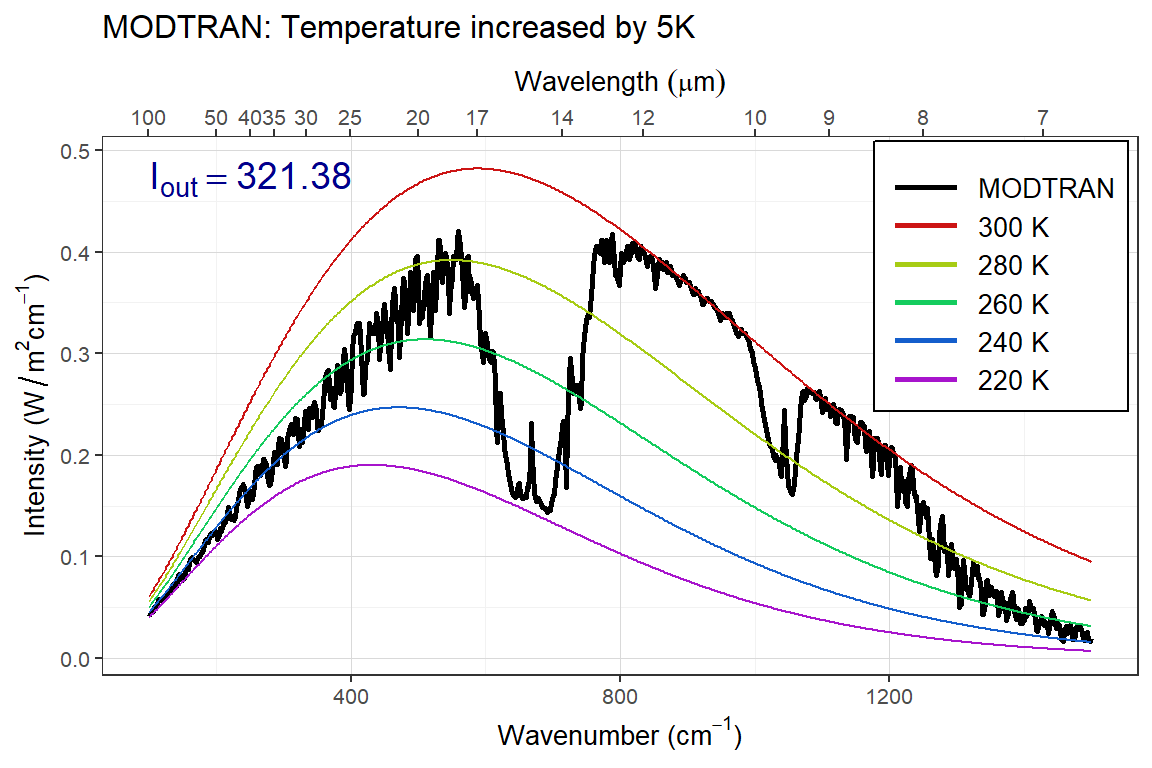 MODTRAN: Temperature increased by 5K
Wavelength (μm)
100 50 40 35 30 25 20 17 14 12 10 9 8 7
I_out = 321.38
MODTRAN
300 K
280 K
260 K
240 K
220 K
0.5
0.4
0.3
0.2
0.1
0.0
Intensity (W / m² cm⁻¹)
400 800 1200
Wavenumber (cm⁻¹)